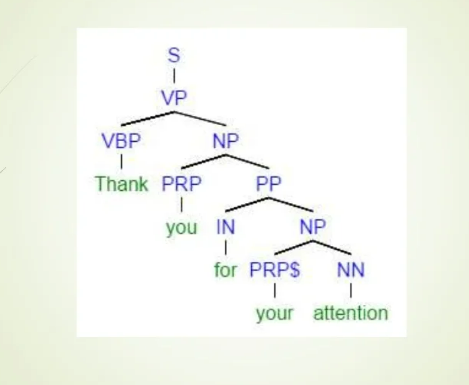 S
VP
VBP NP
Thank PRP PP
you IN NP
for PRP$ NN
your attention